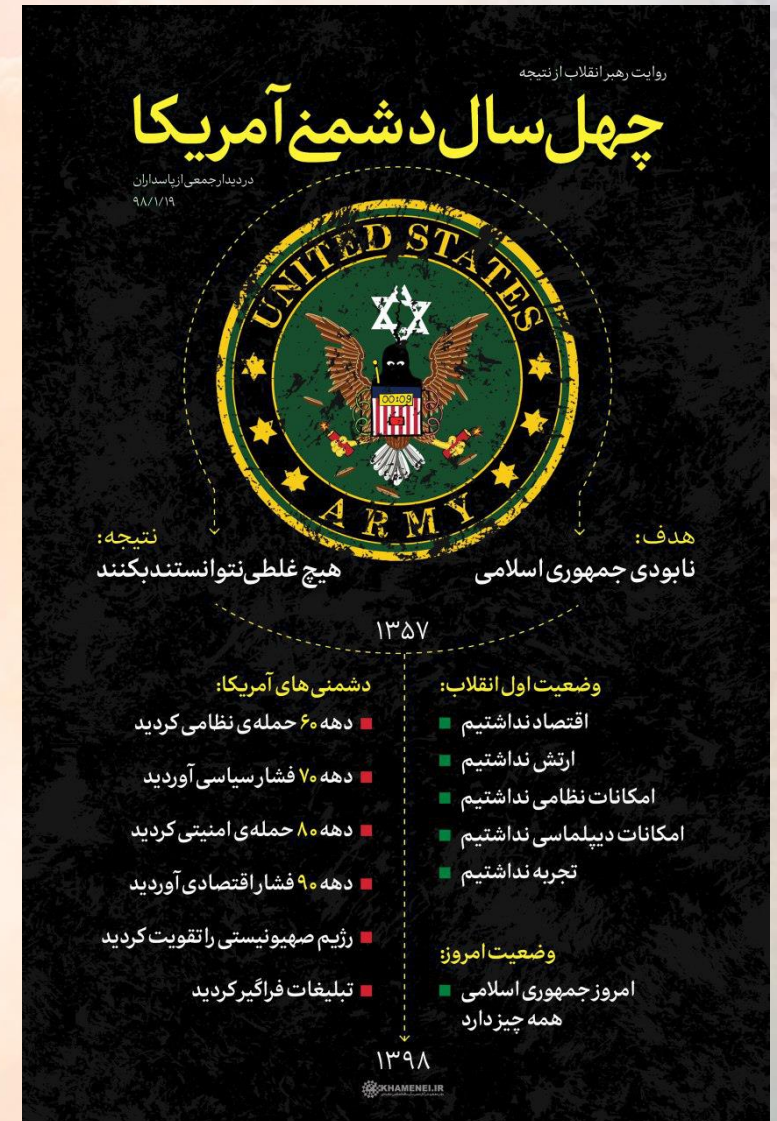 روایت رهبر انقلاب از نتیجه
چهل سال دشمنی آمریکا
در دیدار جمعی از پاسداران
۹۸/۱/۱۹
UNITED STATES
00:09
ARMY
هدف:
نابودی جمهوری اسلامی
نتیجه:
هیچ غلطی نتوانستند بکنند
۱۳۵۷
وضعیت اول انقلاب:
اقتصاد نداشتیم
ارتش نداشتیم
امکانات نظامی نداشتیم
امکانات دیپلماسی نداشتیم
تجربه نداشتیم
وضعیت امروز:
امروز جمهوری اسلامی
همه چیز دارد
دشمنی های آمریکا:
دهه ۶۰ حمله‌ی نظامی کردید
دهه ۷۰ فشار سیاسی آوردید
دهه ۸۰ حمله‌ی امنیتی کردید
دهه ۹۰ فشار اقتصادی آوردید
رژیم صهیونیستی را تقویت کردید
تبلیغات فراگیر کردید
۱۳۹۸
KHAMENEI.IR